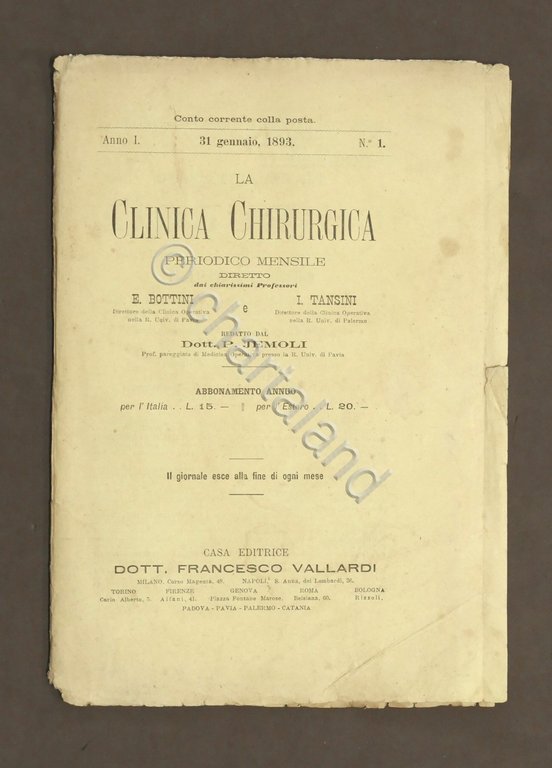 Conto corrente colla posta.
Anno I. 31 gennaio, 1893. N.º 1.
LA
CLINICA CHIRURGICA
PERIODICO MENSILE
DIRETTO
dai chiarissimi Professori
E. BOTTINI e I. TANSINI
Direttore della Clinica Operativa Direttore della Clinica Operativa
nella R. Univ. di Pavia nella R. Univ. di Palermo
REDATTO DAL
Dott. P. JEMOLI
Prof. pareggiato di Medicina Operativa presso la R. Univ. di Pavia
ABBONAMENTO ANNUO
per l'Italia . . L. 15. — || per l'Estero . . L. 20. —
Il giornale esce alla fine di ogni mese
CASA EDITRICE
DOTT. FRANCESCO VALLARDI
MILANO, Corso Magenta, 48. NAPOLI, S. Anna, dei Lombardi, 36.
TORINO FIRENZE GENOVA ROMA BOLOGNA
Carlo Alberto, 5. Alfani, 41. Piazza Fontane Marose. Belsiana, 60. Rizzoli.
PADOVA - PAVIA - PALERMO - CATANIA
© chartaland